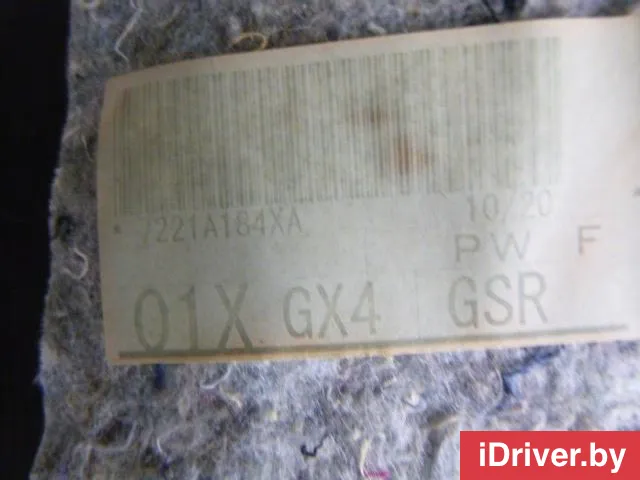 *7221A184XA 10/20
PW F
01X GX4 GSR
iDriver.by